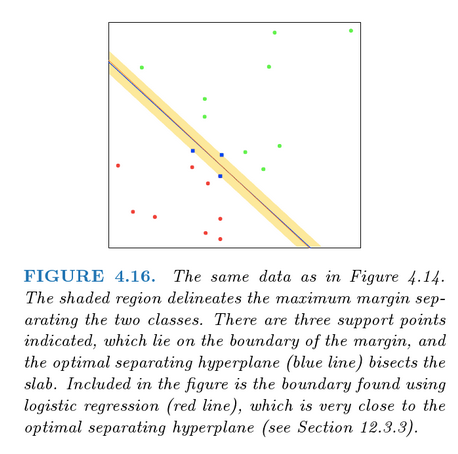 FIGURE 4.16. The same data as in Figure 4.14.
The shaded region delineates the maximum margin sep-
arating the two classes. There are three support points
indicated, which lie on the boundary of the margin, and
the optimal separating hyperplane (blue line) bisects the
slab. Included in the figure is the boundary found using
logistic regression (red line), which is very close to the
optimal separating hyperplane (see Section 12.3.3).